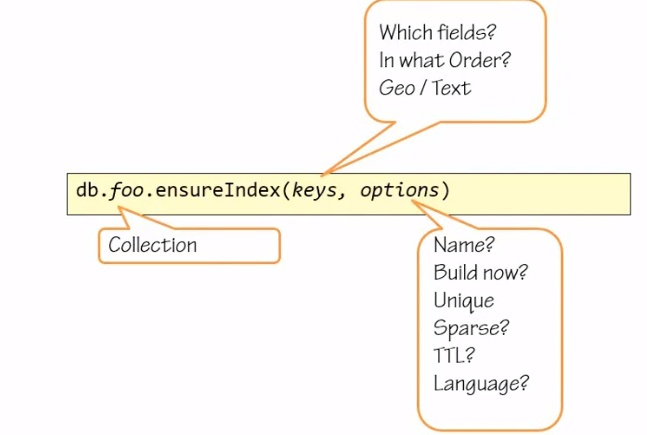 Which fields?
In what Order?
Geo / Text
db.foo.ensureIndex(keys, options)
Collection
Name?
Build now?
Unique
Sparse?
TTL?
Language?